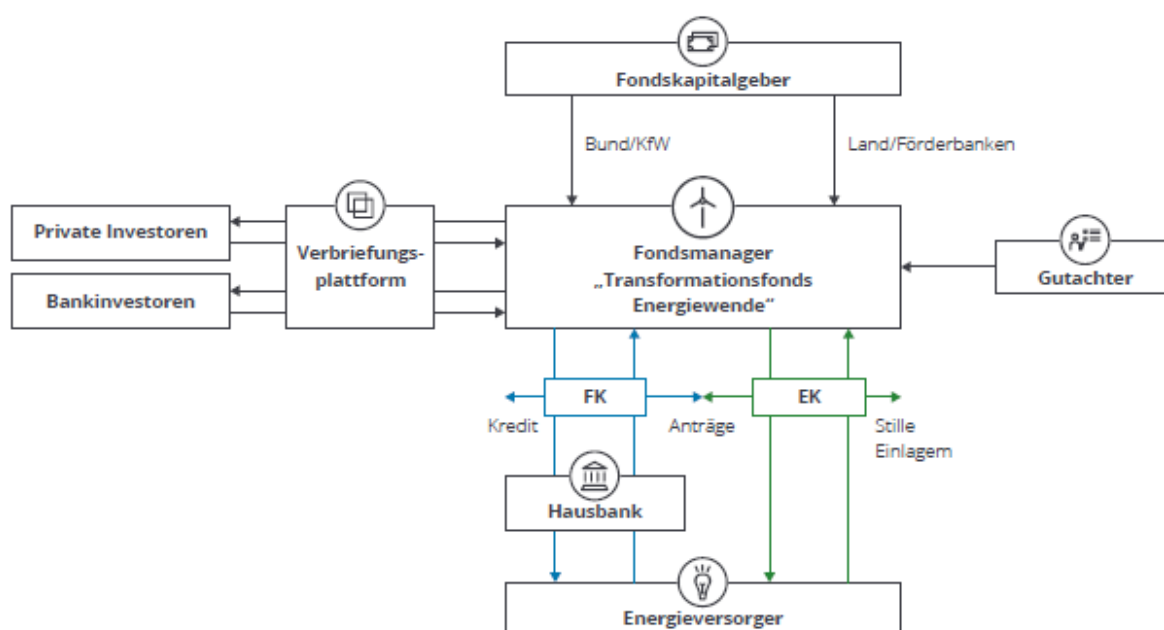 Fondskapitalgeber
Bund/KfW
Land/Förderbanken
Private Investoren
Bankinvestoren
Verbriefungs-
plattform
Fondsmanager
„Transformationsfonds
Energiewende“
Gutachter
FK
EK
Kredit
Anträge
Stille
Einlagem
Hausbank
Energieversorger